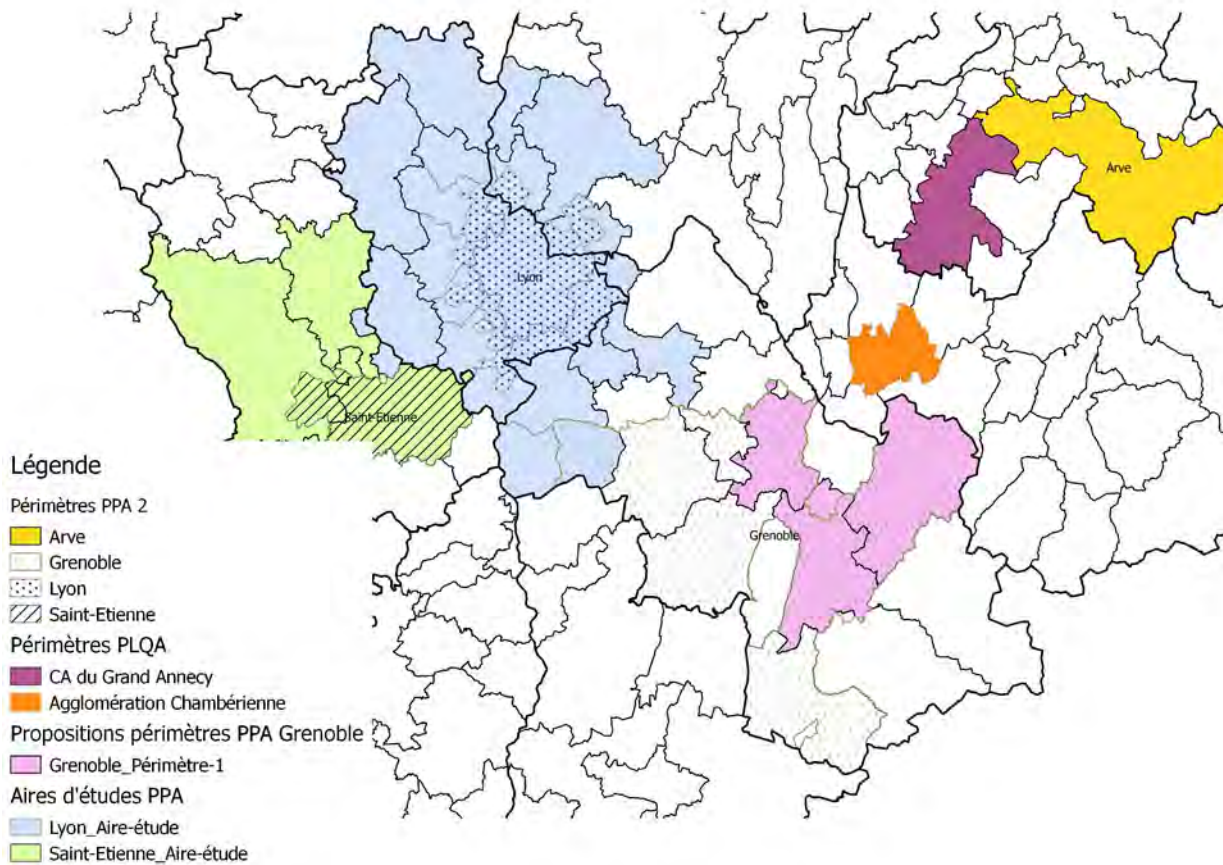 Arve
Lyon
Saint-Etienne
Grenoble
Légende
Périmètres PPA 2
Arve
Grenoble
Lyon
Saint-Etienne
Périmètres PLQA
CA du Grand Annecy
Agglomération Chambérienne
Propositions périmètres PPA Grenoble
Grenoble_Périmètre-1
Aires d'études PPA
Lyon_Aire-étude
Saint-Etienne_Aire-étude